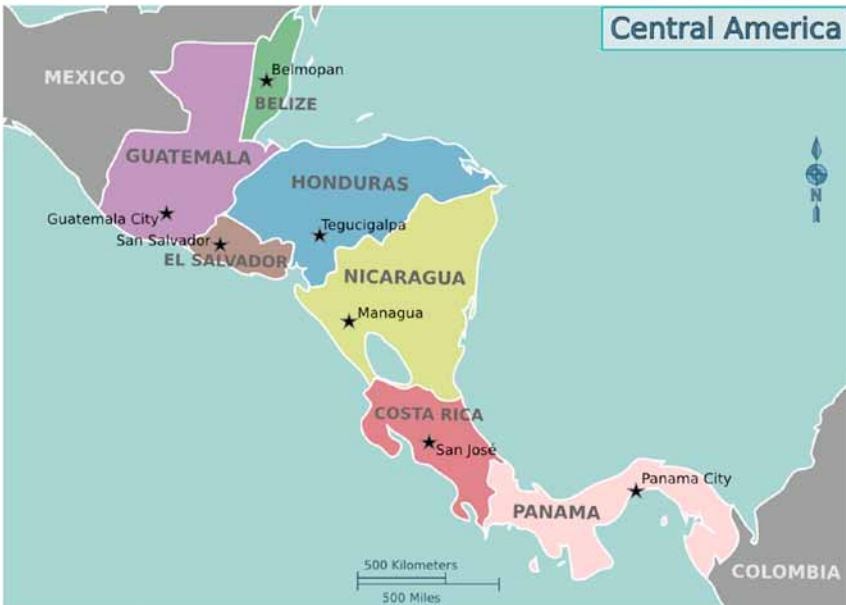 Central America
MEXICO
Belmopan
BELIZE
GUATEMALA
HONDURAS
N
Guatemala City
San Salvador
Tegucigalpa
EL SALVADOR
NICARAGUA
Managua
COSTA RICA
San José
Panama City
PANAMA
500 Kilometers
COLOMBIA
500 Miles